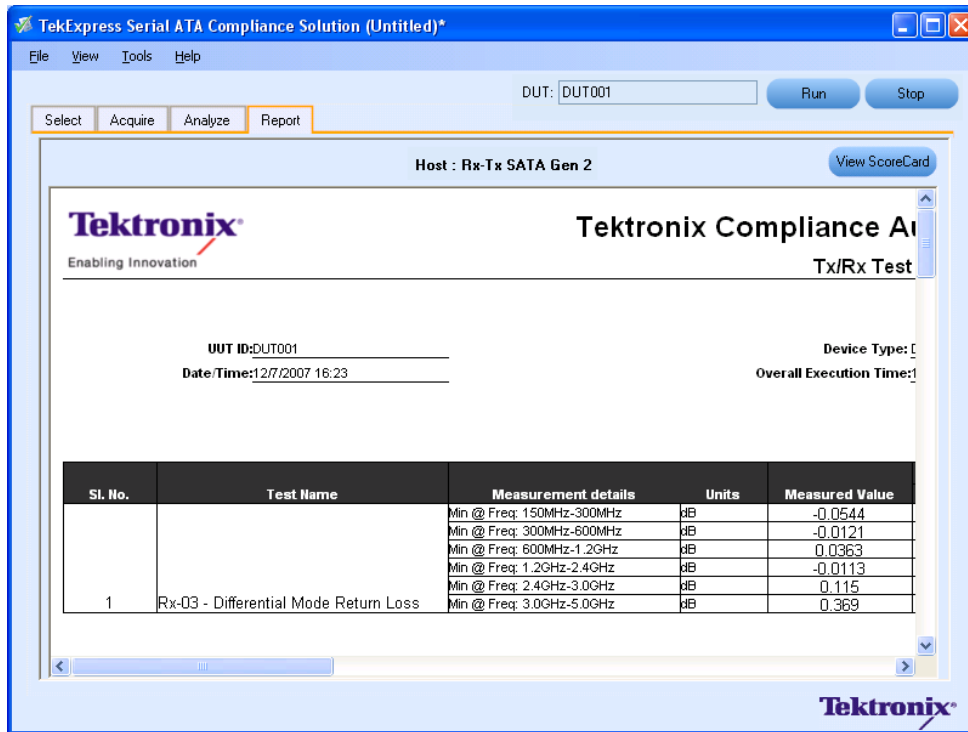 TekExpress Serial ATA Compliance Solution (Untitled)*
File View Tools Help
DUT: DUT001 Run Stop
Select Acquire Analyze Report
Host : Rx-Tx SATA Gen 2 View ScoreCard
Tektronix® Tektronix Compliance
Enabling Innovation Tx/Rx Test
UUT ID:DUT001 Device Type:
Date/Time:12/7/2007 16:23 Overall Execution Time:1
Sl. No. Test Name Measurement details Units Measured Value
Min @ Freq: 150MHz-300MHz dB -0.0544
Min @ Freq: 300MHz-600MHz dB -0.0121
Min @ Freq: 600MHz-1.2GHz dB 0.0363
Min @ Freq: 1.2GHz-2.4GHz dB -0.0113
Min @ Freq: 2.4GHz-3.0GHz dB 0.115
1 Rx-03 - Differential Mode Return Loss Min @ Freq: 3.0GHz-5.0GHz dB 0.369
Tektronix®